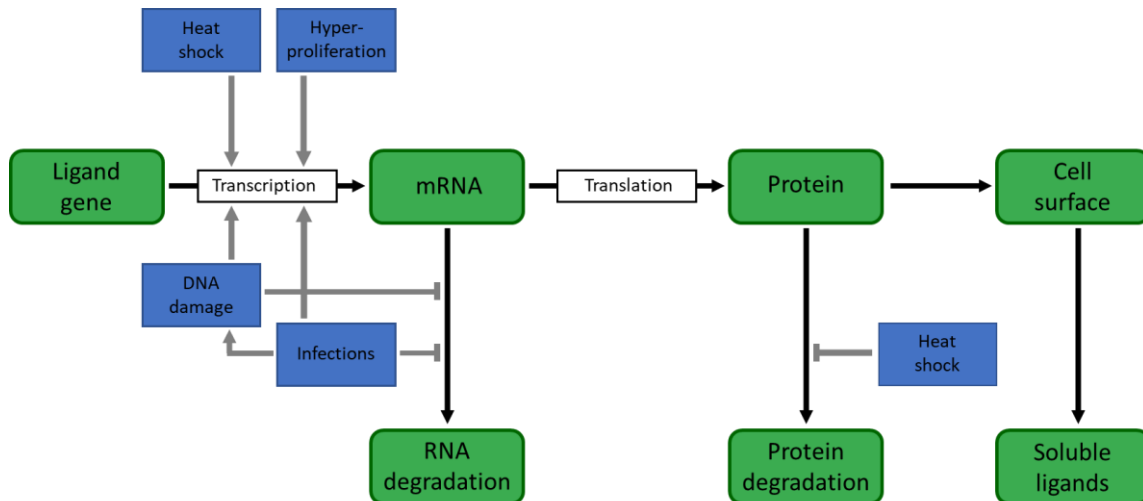 Heat
shock
Hyper-
proliferation
Ligand
gene
Transcription
mRNA
Translation
Protein
Cell
surface
DNA
damage
Infections
Heat
shock
RNA
degradation
Protein
degradation
Soluble
ligands